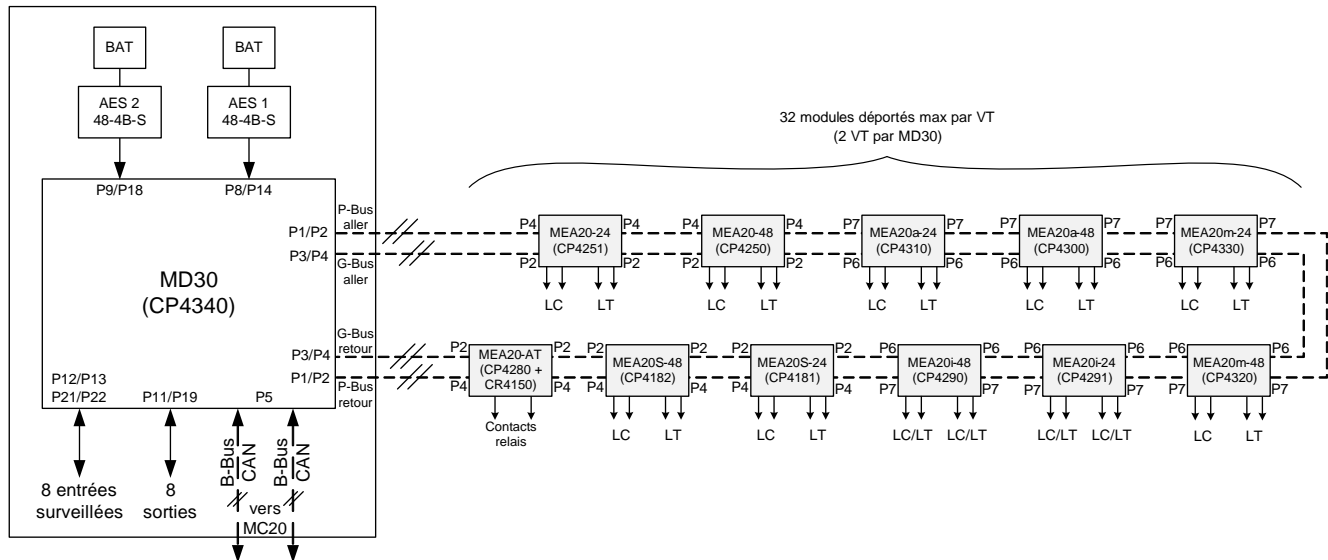 BAT
BAT
AES 2
48-4B-S
AES 1
48-4B-S
32 modules déportés max par VT
(2 VT par MD30)
P9/P18
P8/P14
P-Bus
aller
P1/P2
P3/P4
G-Bus
aller
MD30
(CP4340)
G-Bus
retour
P3/P4
P1/P2
P-Bus
retour
P12/P13
P21/P22
P11/P19
P5
P4
MEA20-24
(CP4251)
P4
P2
P2
LC
LT
P4
MEA20-48
(CP4250)
P4
P2
P2
LC
LT
P7
MEA20a-24
(CP4310)
P7
P6
P6
LC
LT
P7
MEA20a-48
(CP4300)
P7
P6
P6
LC
LT
P7
MEA20m-24
(CP4330)
P7
P6
P6
LC
LT
P2
MEA20-AT
(CP4280 +
CR4150)
P2
P4
P4
Contacts
relais
P2
MEA20S-48
(CP4182)
P2
P4
P4
LC
LT
P2
MEA20S-24
(CP4181)
P2
P4
P4
LC
LT
P6
MEA20i-48
(CP4290)
P6
P7
P7
LC/LT
LC/LT
P6
MEA20i-24
(CP4291)
P6
P7
P7
LC/LT
LC/LT
P6
MEA20m-48
(CP4320)
P6
P7
P7
LC
LT
B-Bus
CAN
B-Bus
CAN
8 entrées
surveillées
8
sorties
vers
MC20